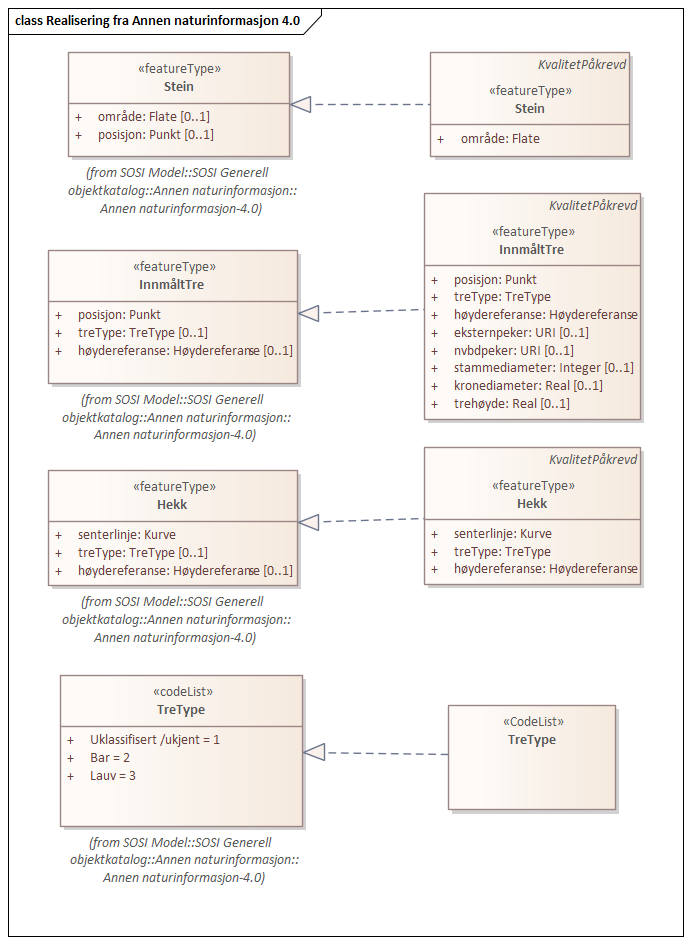 class Realisering fra Annen naturinformasjon 4.0
«featureType»
Stein
+ område: Flate [0..1]
+ posisjon: Punkt [0..1]
(from SOSI Model::SOSI Generell
objektkatalog::Annen naturinformasjon::
Annen naturinformasjon-4.0)
KvalitetPåkrevd
«featureType»
Stein
+ område: Flate
«featureType»
InnmåltTre
+ posisjon: Punkt
+ treType: TreType [0..1]
+ høydereferanse: Høydereferanse [0..1]
(from SOSI Model::SOSI Generell
objektkatalog::Annen naturinformasjon::
Annen naturinformasjon-4.0)
KvalitetPåkrevd
«featureType»
InnmåltTre
+ posisjon: Punkt
+ treType: TreType
+ høydereferanse: Høydereferanse
+ eksternpeker: URI [0..1]
+ nvbdpeker: URI [0..1]
+ stammediameter: Integer [0..1]
+ kronediameter: Real [0..1]
+ trehøyde: Real [0..1]
«featureType»
Hekk
+ senterlinje: Kurve
+ treType: TreType [0..1]
+ høydereferanse: Høydereferanse [0..1]
(from SOSI Model::SOSI Generell
objektkatalog::Annen naturinformasjon::
Annen naturinformasjon-4.0)
KvalitetPåkrevd
«featureType»
Hekk
+ senterlinje: Kurve
+ treType: TreType
+ høydereferanse: Høydereferanse
«codeList»
TreType
+ Uklassifisert /ukjent = 1
+ Bar = 2
+ Lauv = 3
(from SOSI Model::SOSI Generell
objektkatalog::Annen naturinformasjon::
Annen naturinformasjon-4.0)
«CodeList»
TreType